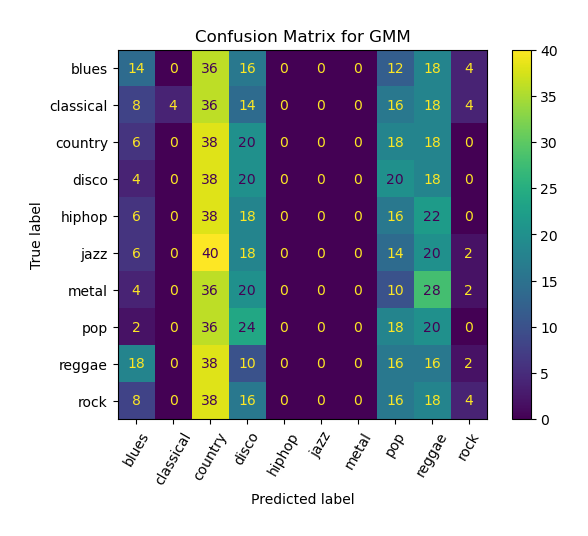 Confusion Matrix for GMM
True label
blues 14 0 36 16 0 0 0 12 18 4
classical 8 4 36 14 0 0 0 16 18 4
country 6 0 38 20 0 0 0 18 18 0
disco 4 0 38 20 0 0 0 20 18 0
hiphop 6 0 38 18 0 0 0 16 22 0
jazz 6 0 40 18 0 0 0 14 20 2
metal 4 0 36 20 0 0 0 10 28 2
pop 2 0 36 24 0 0 0 18 20 0
reggae 18 0 38 10 0 0 0 16 16 2
rock 8 0 38 16 0 0 0 16 18 4
blues classical country disco hiphop jazz metal pop reggae rock
Predicted label
40
35
30
25
20
15
10
5
0